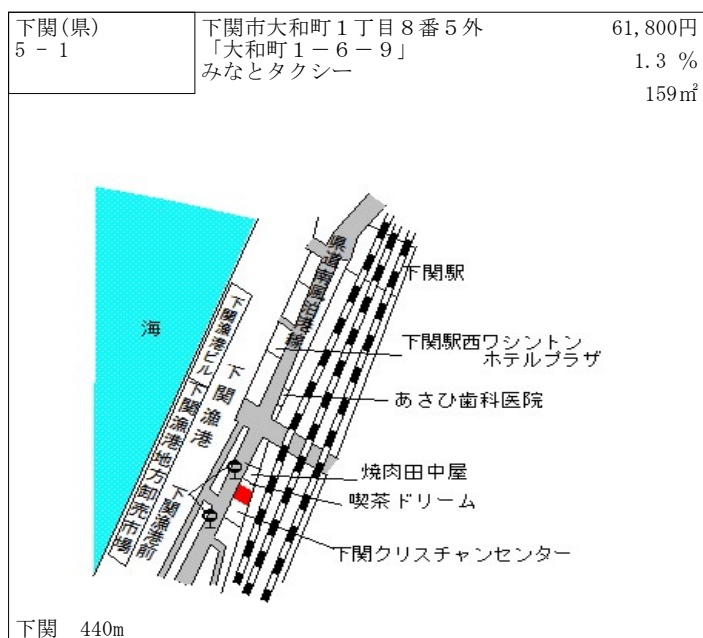 下関(県)
5 - 1
下関市大和町１丁目８番５外
「大和町１－６－９」
みなとタクシー
61,800円
1.3 %
159㎡
県道南風泊港線
下関駅
海
下関漁港ビル
下関漁港
下関駅西ワシントン
ホテルプラザ
あさひ歯科医院
下関漁港地方卸売市場
下関漁港前
焼肉田中屋
喫茶ドリーム
下関クリスチャンセンター
下関　440m